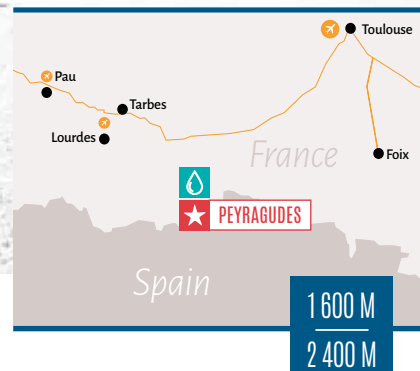 Toulouse
Pau
Tarbes
Lourdes
France
Foix
PEYRAGUDES
Spain
1 600 M
2 400 M